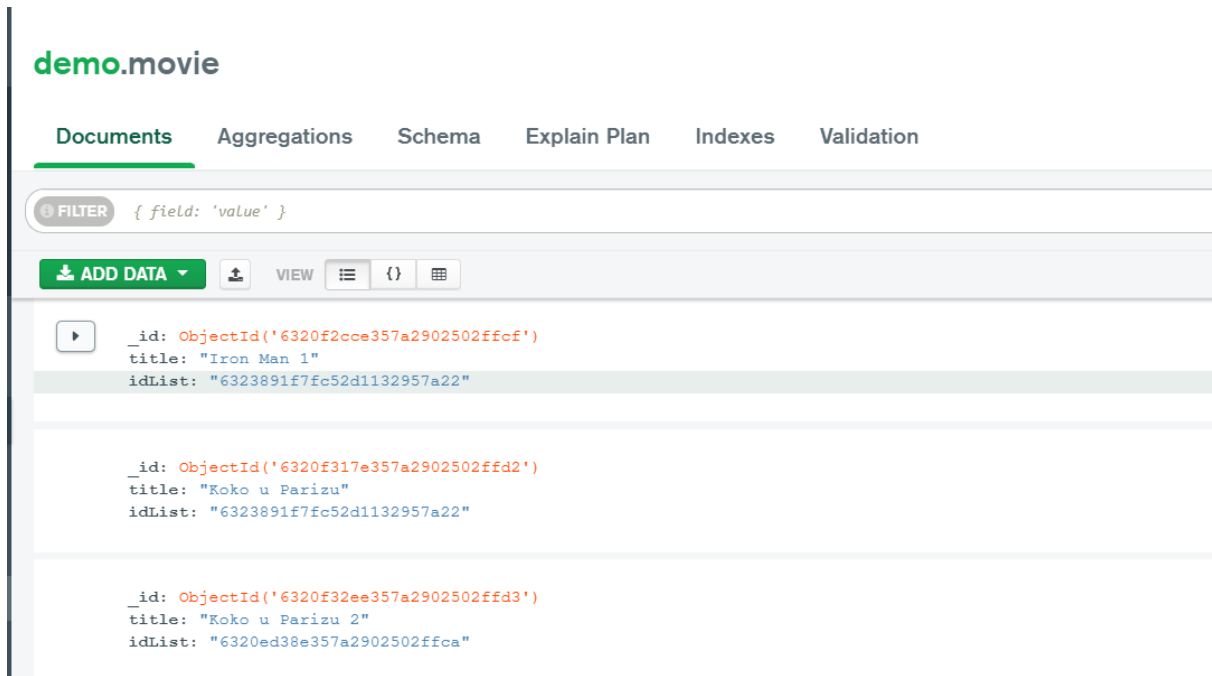 demo.movie
Documents Aggregations Schema Explain Plan Indexes Validation
FILTER { field: 'value' }
ADD DATA VIEW {}
_id: ObjectId('6320f2cce357a2902502ffcf')
title: "Iron Man 1"
idList: "6323891f7fc52d1132957a22"
_id: ObjectId('6320f317e357a2902502ffd2')
title: "Koko u Parizu"
idList: "6323891f7fc52d1132957a22"
_id: ObjectId('6320f32ee357a2902502ffd3')
title: "Koko u Parizu 2"
idList: "6320ed38e357a2902502ffca"